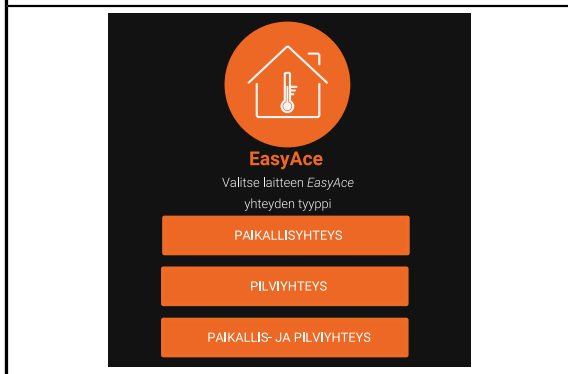 EasyAce
Valitse laitteen EasyAce
yhteyden tyyppi
PAIKALLISYHTEYS
PILVIYHTEYS
PAIKALLIS- JA PILVIYHTEYS